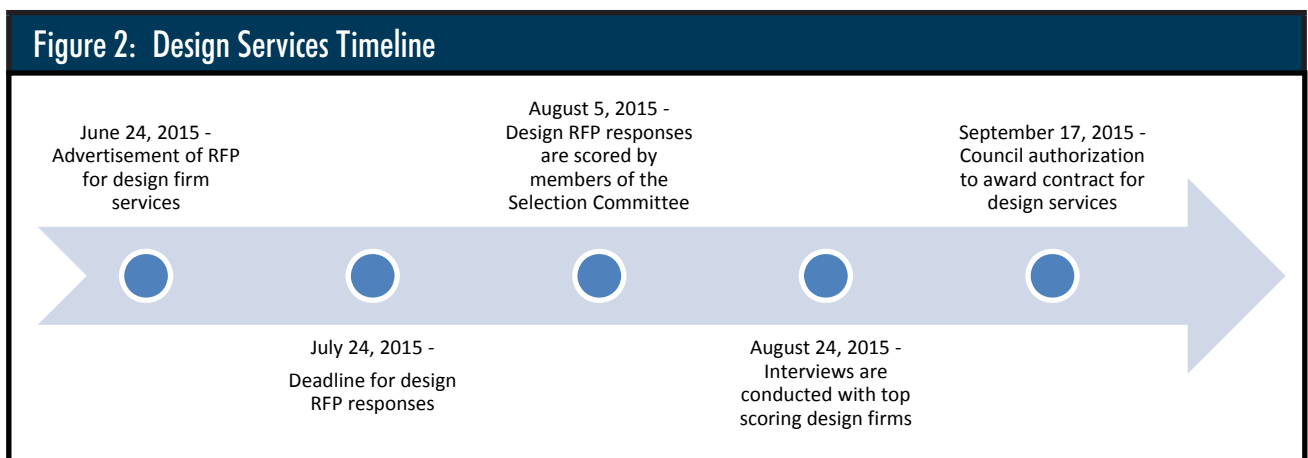 Figure 2: Design Services Timeline
June 24, 2015 -
Advertisement of RFP
for design firm
services
July 24, 2015 -
Deadline for design
RFP responses
August 5, 2015 -
Design RFP responses
are scored by
members of the
Selection Committee
August 24, 2015 -
Interviews are
conducted with top
scoring design firms
September 17, 2015 -
Council authorization
to award contract for
design services